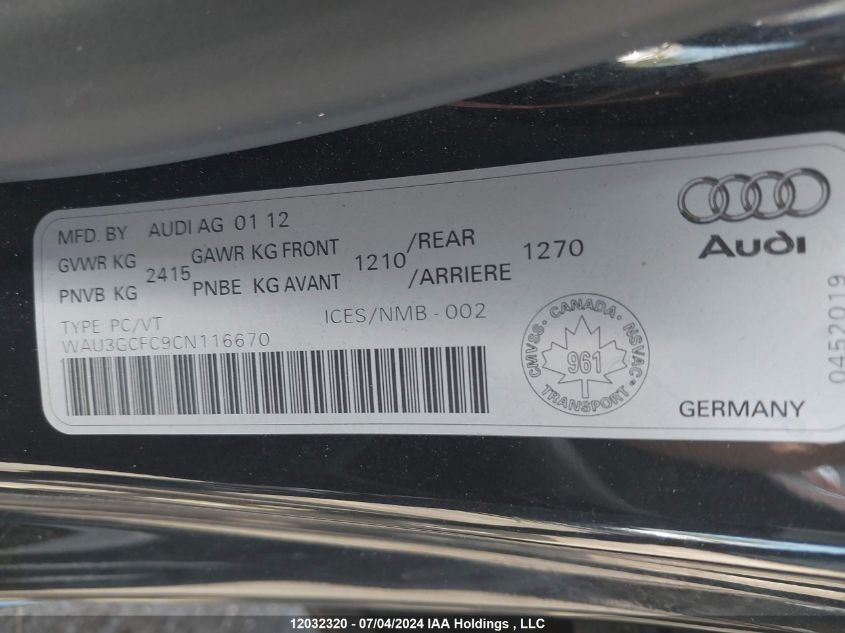 MFD. BY AUDI AG 01 12
GVWR KG 2415 GAWR KG FRONT 1210 /REAR 1270
PNVB KG PNBE KG AVANT /ARRIERE
TYPE PC/VT ICES/NMB - 002
WAU3GCFC9CN116670
AUDI
CMVSS · CANADA · NSVAC
961
TRANSPORT
GERMANY
0452019
12032320 - 07/04/2024 IAA Holdings , LLC